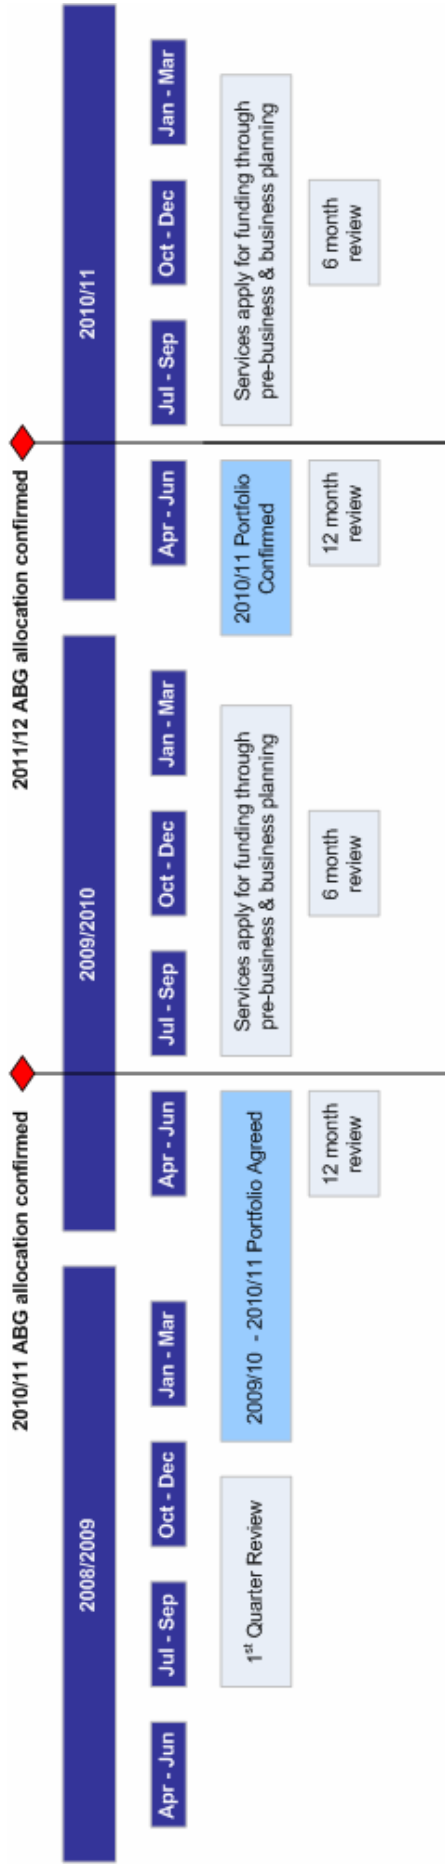 2010/11 ABG allocation confirmed
2011/12 ABG allocation confirmed
2008/2009
2009/2010
2010/11
Apr - Jun
Jul - Sep
Oct - Dec
Jan - Mar
Apr - Jun
Jul - Sep
Oct - Dec
Jan - Mar
Apr - Jun
Jul - Sep
Oct - Dec
Jan - Mar
1st Quarter Review
2009/10 - 2010/11 Portfolio Agreed
Services apply for funding through
pre-business & business planning
2010/11 Portfolio
Confirmed
Services apply for funding through
pre-business & business planning
12 month
review
6 month
review
12 month
review
6 month
review